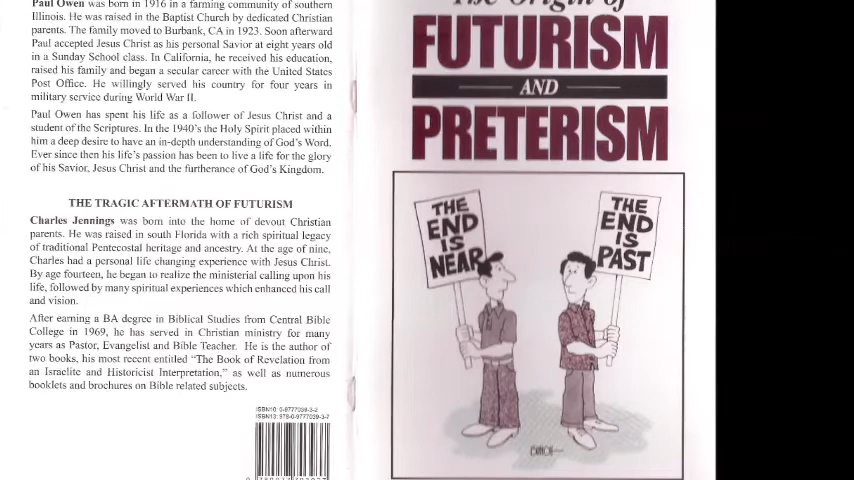 Paul Owen was born in 1916 in a farming community of southern
Illinois. He was raised in the Baptist Church by dedicated Christian
parents. The family moved to Burbank, CA in 1923. Soon afterward
Paul accepted Jesus Christ as his personal Savior at eight years old
in a Sunday School class. In California, he received his education,
raised his family and began a secular career with the United States
Post Office. He willingly served his country for four years in
military service during World War II.
Paul Owen has spent his life as a follower of Jesus Christ and a
student of the Scriptures. In the 1940's the Holy Spirit placed within
him a deep desire to have an in-depth understanding of God's Word.
Ever since then his life's passion has been to live a life for the glory
of his Savior, Jesus Christ and the furtherance of God's Kingdom.
THE TRAGIC AFTERMATH OF FUTURISM
Charles Jennings was born into the home of devout Christian
parents. He was raised in south Florida with a rich spiritual legacy
of traditional Pentecostal heritage and ancestry. At the age of nine,
Charles had a personal life changing experience with Jesus Christ.
By age fourteen, he began to realize the ministerial calling upon his
life, followed by many spiritual experiences which enhanced his call
and vision.
After earning a BA degree in Biblical Studies from Central Bible
College in 1969, he has served in Christian ministry for many
years as Pastor, Evangelist and Bible Teacher. He is the author of
two books, his most recent entitled "The Book of Revelation from
an Israelite and Historicist Interpretation," as well as numerous
booklets and brochures on Bible related subjects.
ISBN10: 0-9777039-3-2
ISBN13: 978-0-9777039-3-7
The Origin of
FUTURISM
AND
PRETERISM
THE
END
IS
NEAR
THE
END
IS
PAST